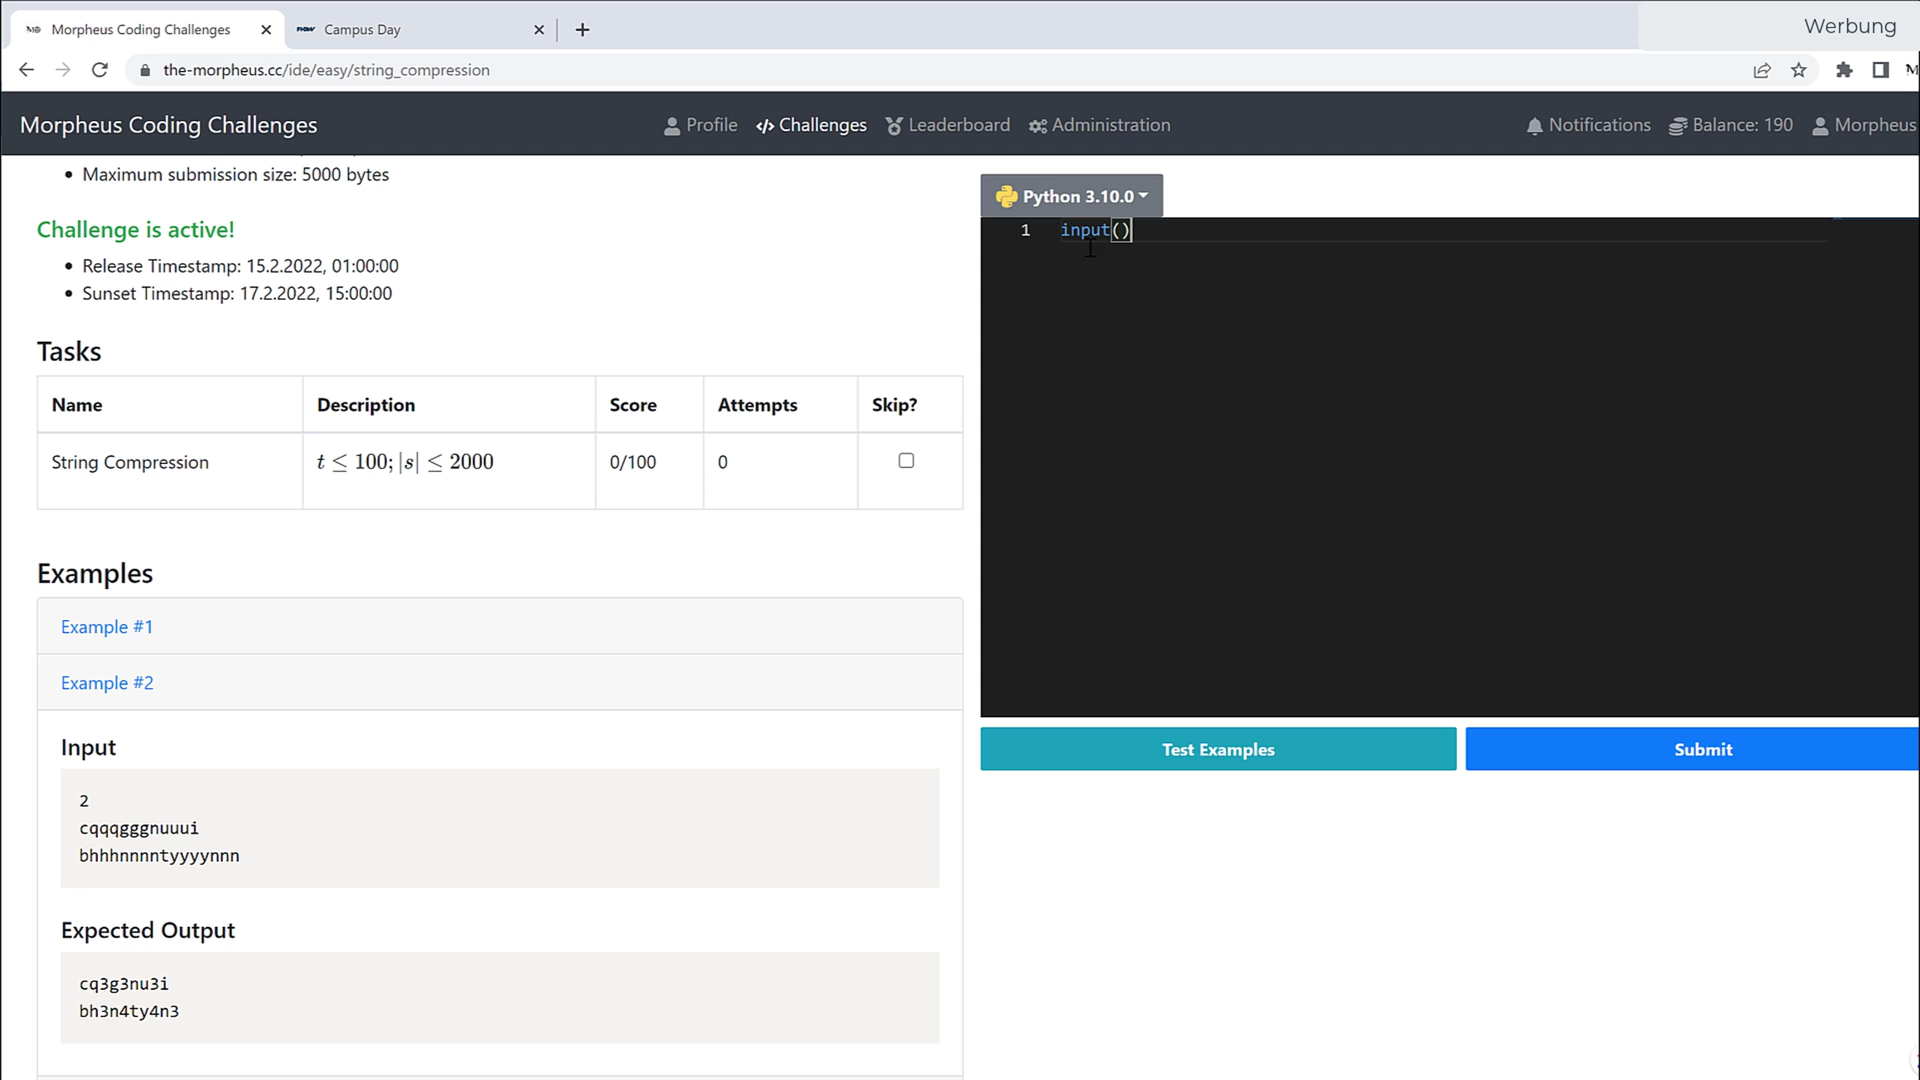 Morpheus Coding Challenges
Campus Day
Werbung
the-morpheus.cc/ide/easy/string_compression
Morpheus Coding Challenges
Profile
Challenges
Leaderboard
Administration
Notifications
Balance: 190
Morpheus
Maximum submission size: 5000 bytes
Challenge is active!
Release Timestamp: 15.2.2022, 01:00:00
Sunset Timestamp: 17.2.2022, 15:00:00
Tasks
Name Description Score Attempts Skip?
String Compression t ≤ 100; |s| ≤ 2000 0/100 0
Examples
Example #1
Example #2
Input
2
cqqqgggnuuui
bhhhnnnntyyyynnn
Expected Output
cq3g3nu3i
bh3n4ty4n3
Python 3.10.0
1 input()
Test Examples
Submit